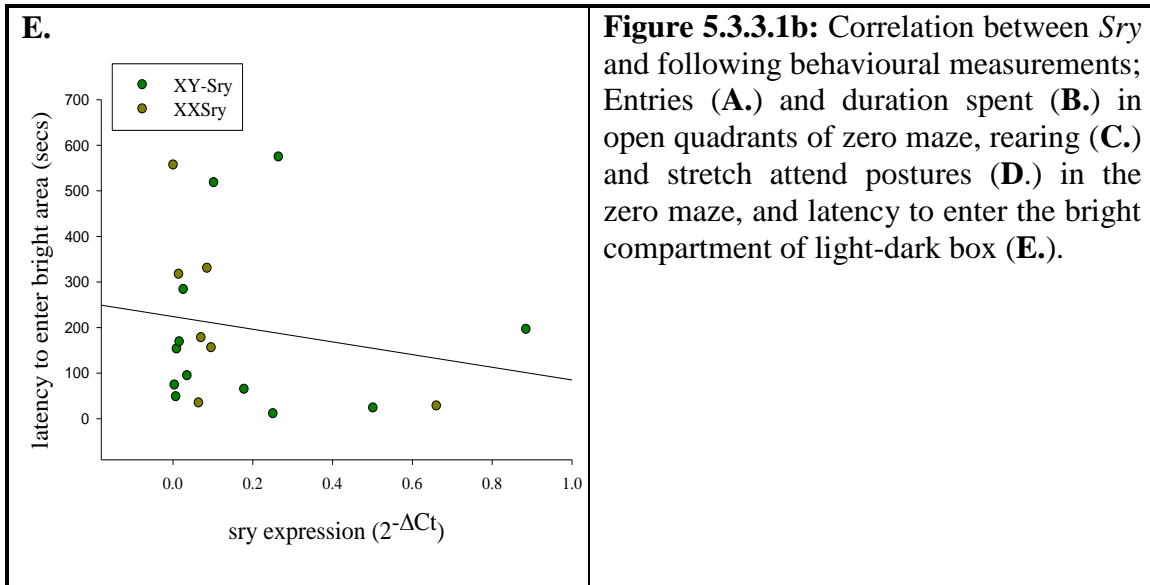 E.
XY-Sry
XXSry
700
600
500
400
300
200
100
0
latency to enter bright area (secs)
0.0 0.2 0.4 0.6 0.8 1.0
sry expression (2^-ΔCt)
Figure 5.3.3.1b: Correlation between Sry
and following behavioural measurements;
Entries (A.) and duration spent (B.) in
open quadrants of zero maze, rearing (C.)
and stretch attend postures (D.) in the
zero maze, and latency to enter the bright
compartment of light-dark box (E.).